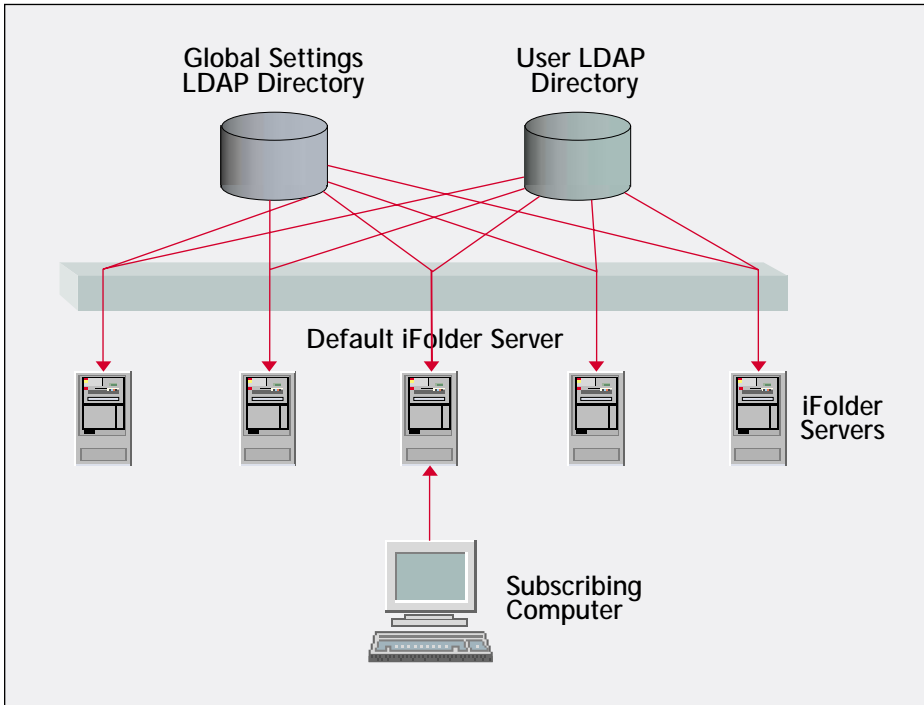 Global Settings
LDAP Directory
User LDAP
Directory
Default iFolder Server
iFolder
Servers
Subscribing
Computer